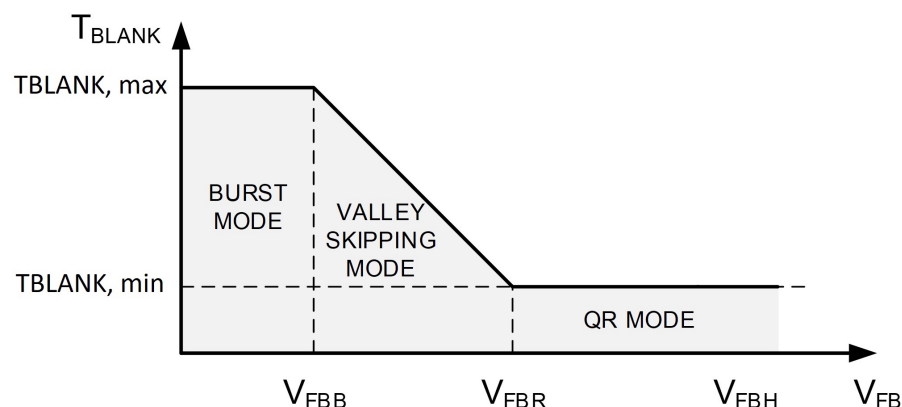 TBLANK
TBLANK, max
BURST
MODE
VALLEY
SKIPPING
MODE
TBLANK, min
QR MODE
VFBB
VFBR
VFBH
VFB